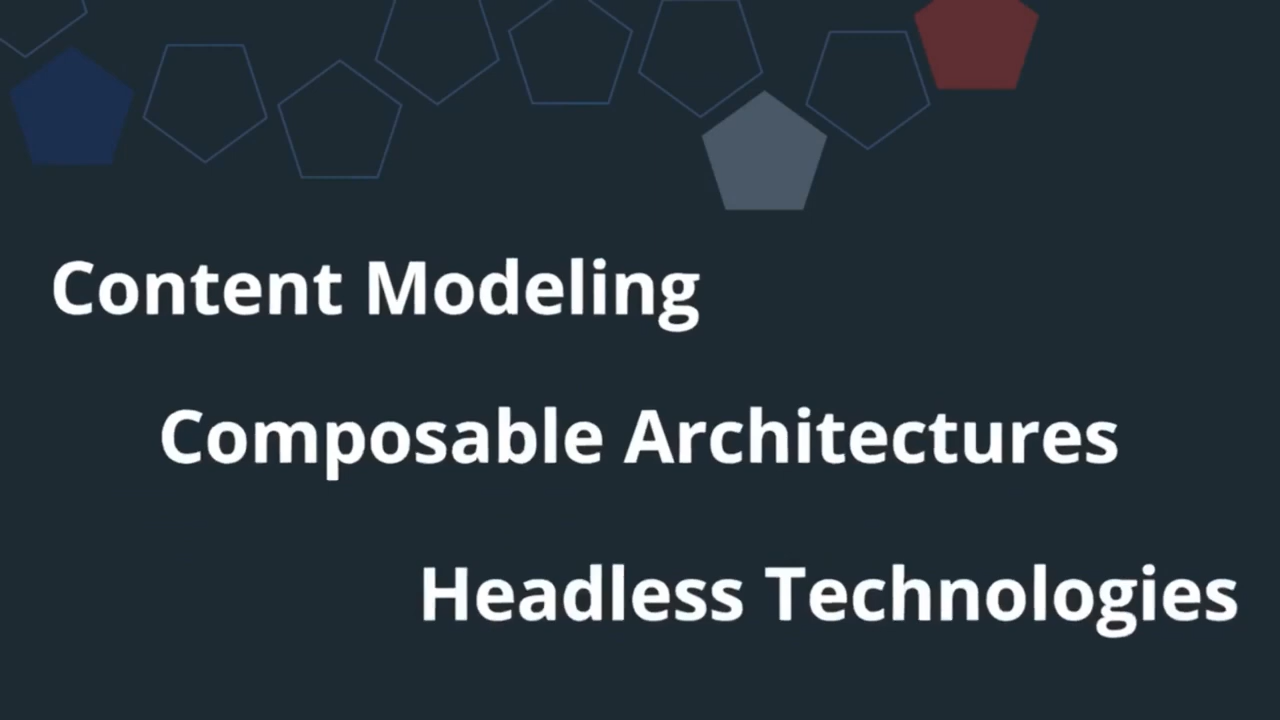 Content Modeling
Composable Architectures
Headless Technologies